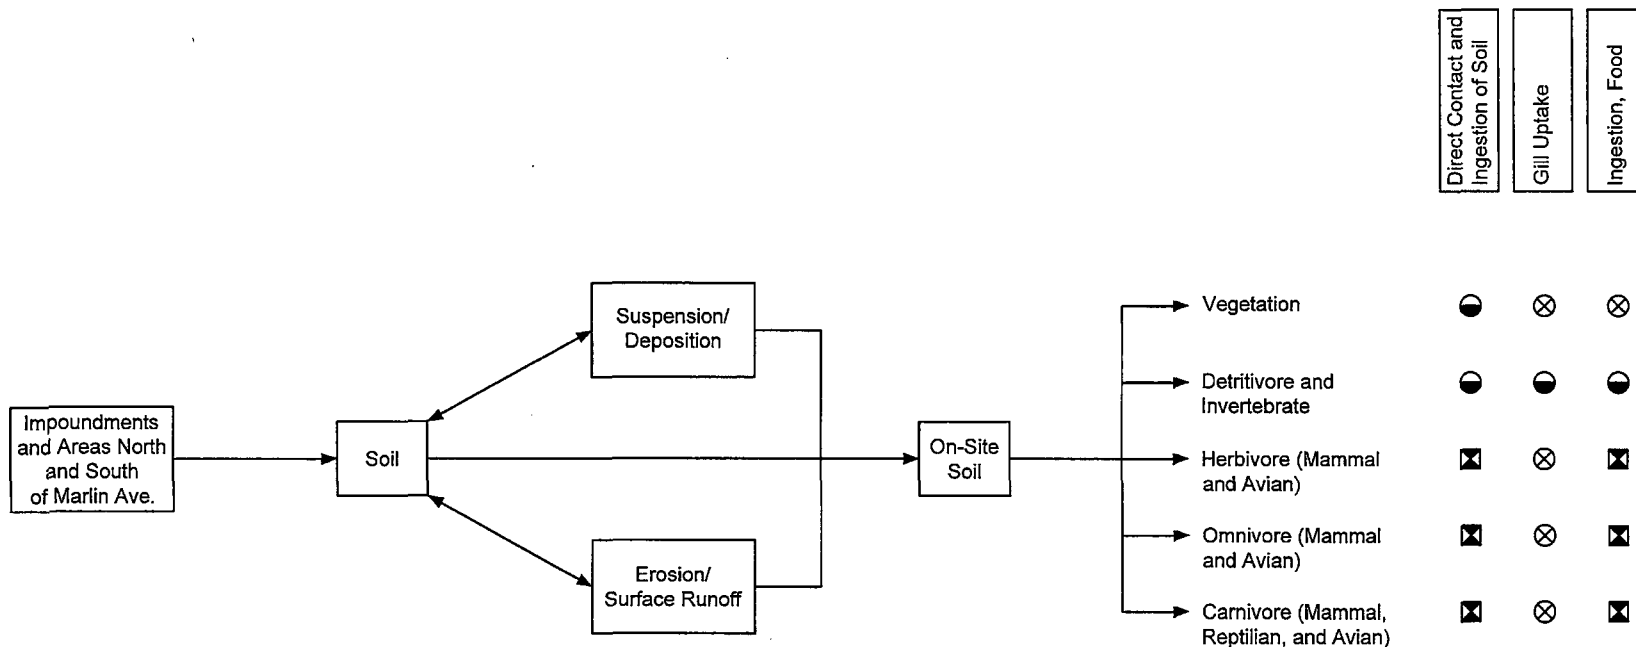 Direct Contact and
Ingestion of Soil
Gill Uptake
Ingestion, Food
Impoundments
and Areas North
and South
of Marlin Ave.
Soil
Suspension/
Deposition
Erosion/
Surface Runoff
On-Site
Soil
Vegetation
Detritivore and
Invertebrate
Herbivore (Mammal
and Avian)
Omnivore (Mammal
and Avian)
Carnivore (Mammal,
Reptilian, and Avian)